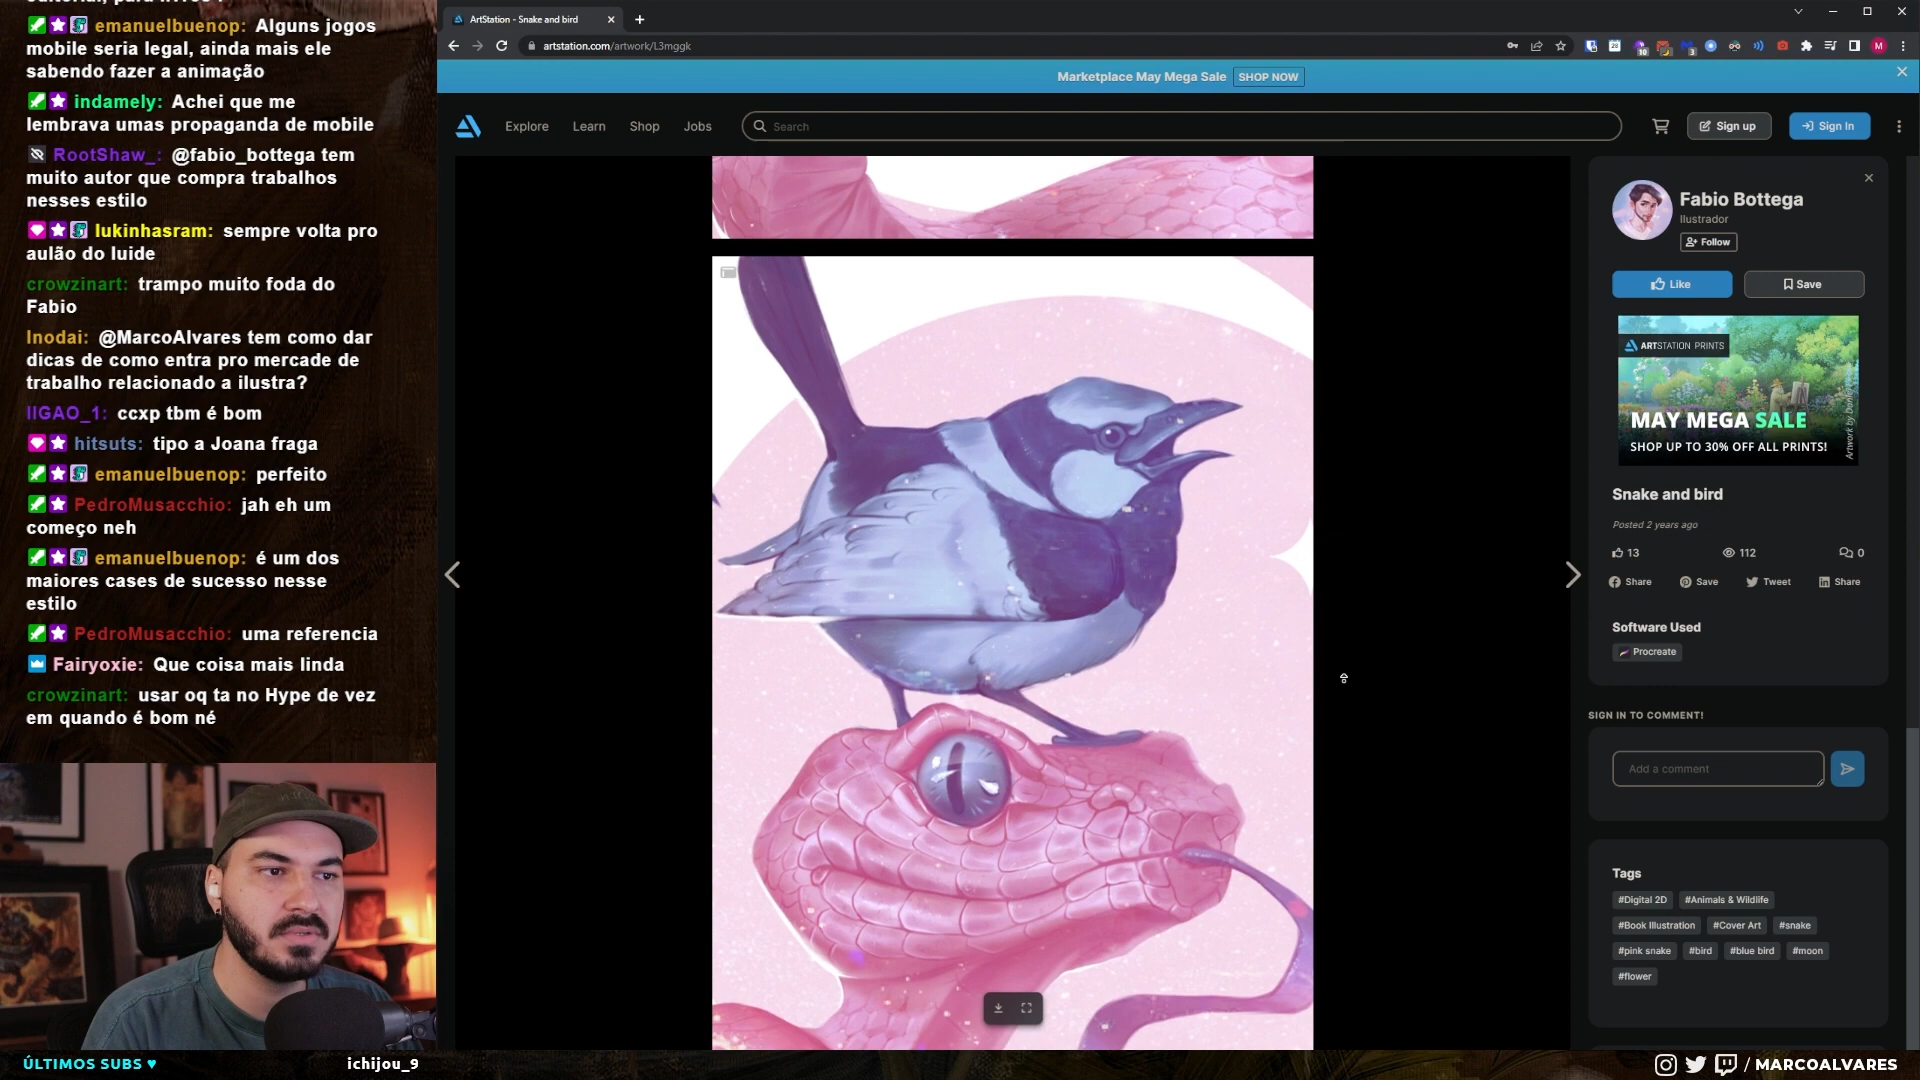 emanuelbuenop: Alguns jogos
mobile seria legal, ainda mais ele
sabendo fazer a animação
indamely: Achei que me
lembrava umas propaganda de mobile
RootShaw_: @fabio_bottega tem
muito autor que compra trabalhos
nesses estilo
lukinhasram: sempre volta pro
aulão do luide
crowzinart: trampo muito foda do
Fabio
Inodai: @MarcoAlvares tem como dar
dicas de como entra pro mercade de
trabalho relacionado a ilustra?
IIGAO_1: ccxp tbm é bom
hitsuts: tipo a Joana fraga
emanuelbuenop: perfeito
PedroMusacchio: jah eh um
começo neh
emanuelbuenop: é um dos
maiores cases de sucesso nesse
estilo
PedroMusacchio: uma referencia
Fairyoxie: Que coisa mais linda
crowzinart: usar oq ta no Hype de vez
em quando é bom né
ÚLTIMOS SUBS ♥
ichijou_9
ArtStation - Snake and bird
artstation.com/artwork/L3mggk
Marketplace May Mega Sale SHOP NOW
Explore Learn Shop Jobs
Search
Sign up
Sign In
Fabio Bottega
Ilustrador
Follow
Like
Save
ARTSTATION PRINTS
MAY MEGA SALE
SHOP UP TO 30% OFF ALL PRINTS!
Snake and bird
Posted 2 years ago
13 112 0
Share Save Tweet Share
Software Used
Procreate
SIGN IN TO COMMENT!
Add a comment
Tags
#Digital 2D #Animals & Wildlife
#Book Illustration #Cover Art #snake
#pink snake #bird #blue bird #moon
#flower
/ MARCOALVARES